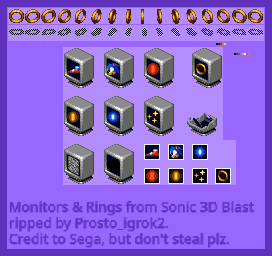 Monitors & Rings from Sonic 3D Blast
ripped by Prosto_igrok2.
Credit to Sega, but don't steal plz.